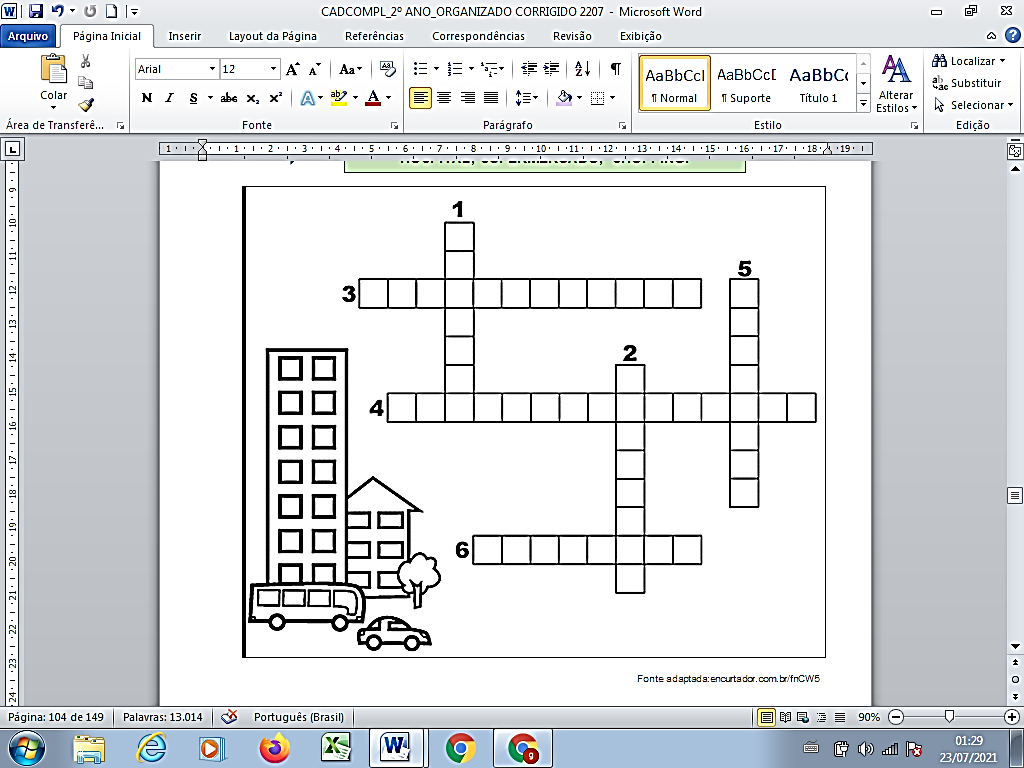 CADCOMPL_2º ANO_ORGANIZADO CORRIGIDO 2207 - Microsoft Word
Arquivo Página Inicial Inserir Layout da Página Referências Correspondências Revisão Exibição
Colar
Arial 12
AaBbCcI AaBbCcI AaBbCc
¶ Normal ¶ Suporte Título 1
Alterar Estilos
Localizar
Substituir
Selecionar
Área de Transferê... Fonte Parágrafo Estilo Edição
HOSPITAL, SUPERMERCADO, SHOPPING.
1
5
3
2
4
6
Fonte adaptada:encurtador.com.br/fnCW5
Página: 104 de 149 Palavras: 13.014 Português (Brasil) 90%
01:29
23/07/2021